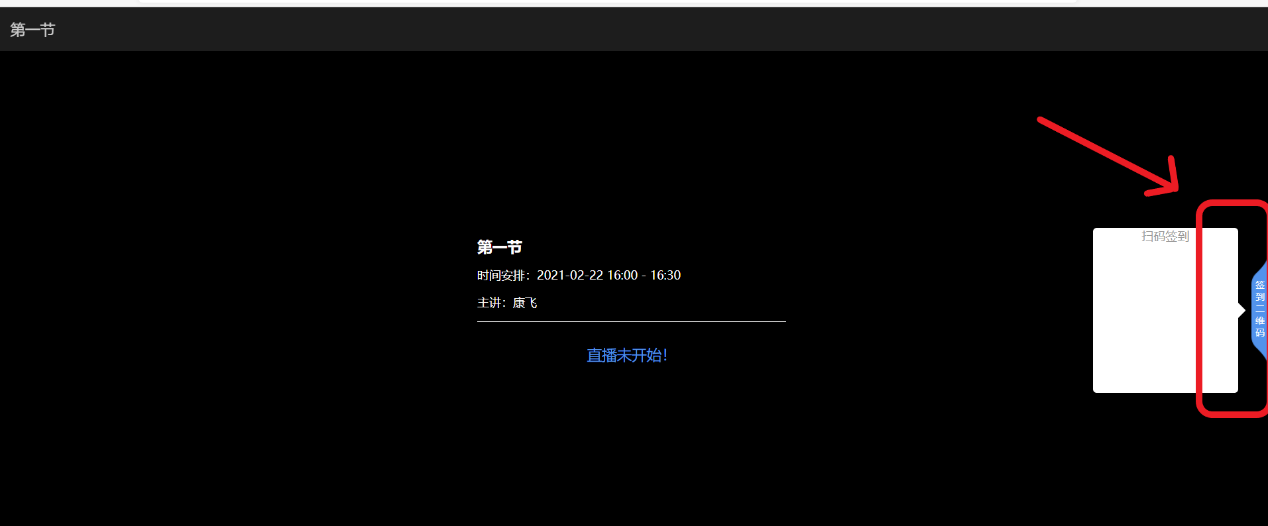 第一节
第一节
时间安排：2021-02-22 16:00 - 16:30
主讲：康飞
直播未开始！
扫码签到
签到二维码